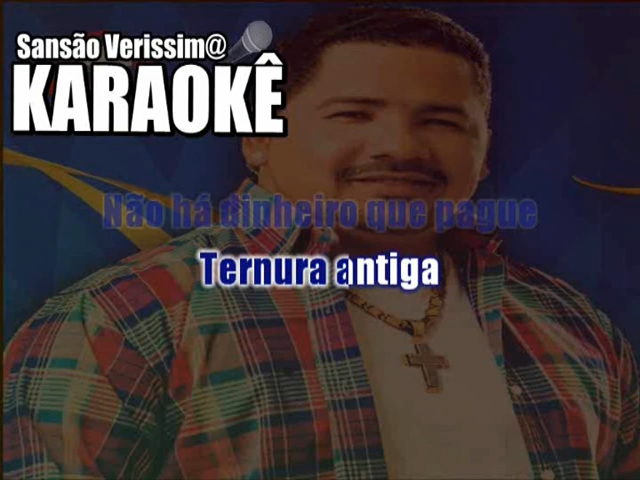 Sansão Verissim@
KARAOKÊ
Não há dinheiro que pague
Ternura antiga